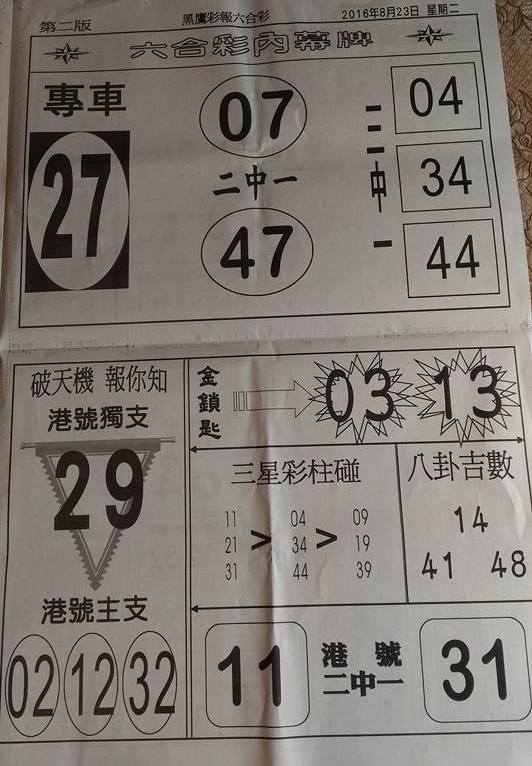 第二版 黑鷹彩報六合彩 2016年8月23日 星期二
六合彩內幕牌
專車
27
07
二中一
47
三中一
04
34
44
破天機 報你知
港號獨支
29
港號主支
02 12 32
金鎖匙 03 13
三星彩柱碰
11 04 09
21 > 34 > 19
31 44 39
八卦吉數
14
41 48
11 港號 31
二中一